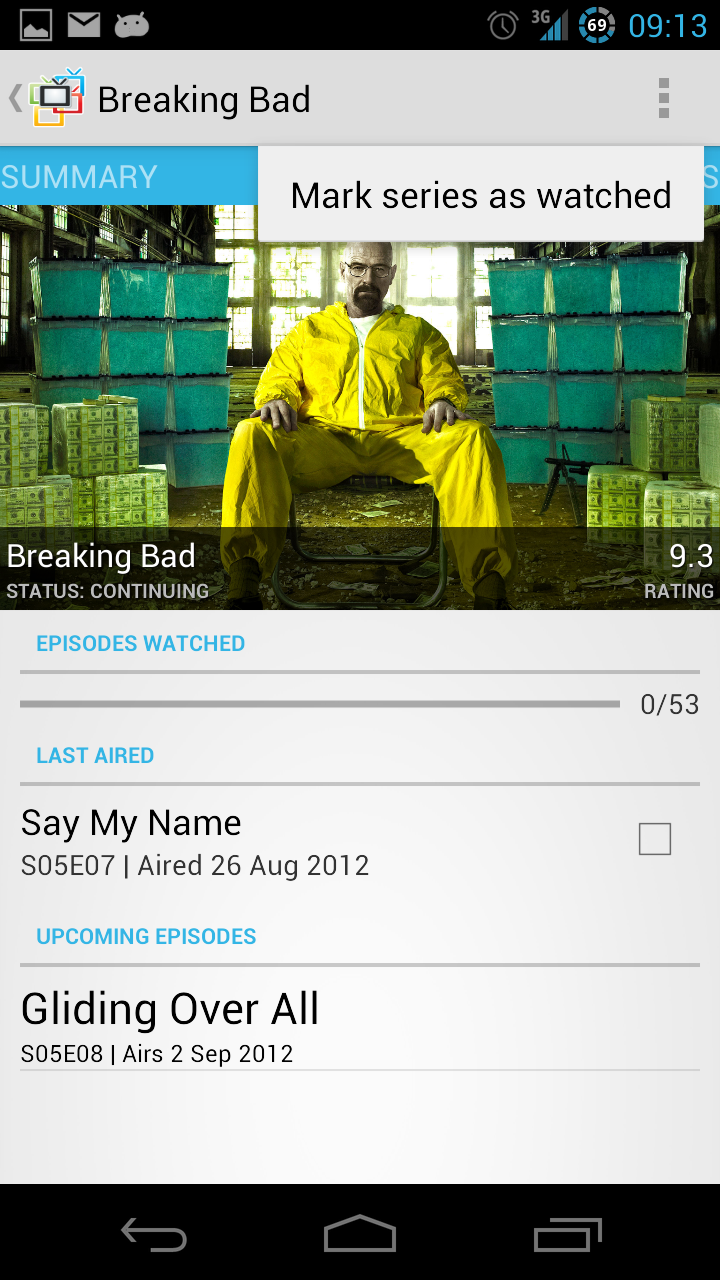 3G
69
09:13
Breaking Bad
SUMMARY
S
Mark series as watched
Breaking Bad
9.3
STATUS: CONTINUING
RATING
EPISODES WATCHED
0/53
LAST AIRED
Say My Name
S05E07 | Aired 26 Aug 2012
UPCOMING EPISODES
Gliding Over All
S05E08 | Airs 2 Sep 2012